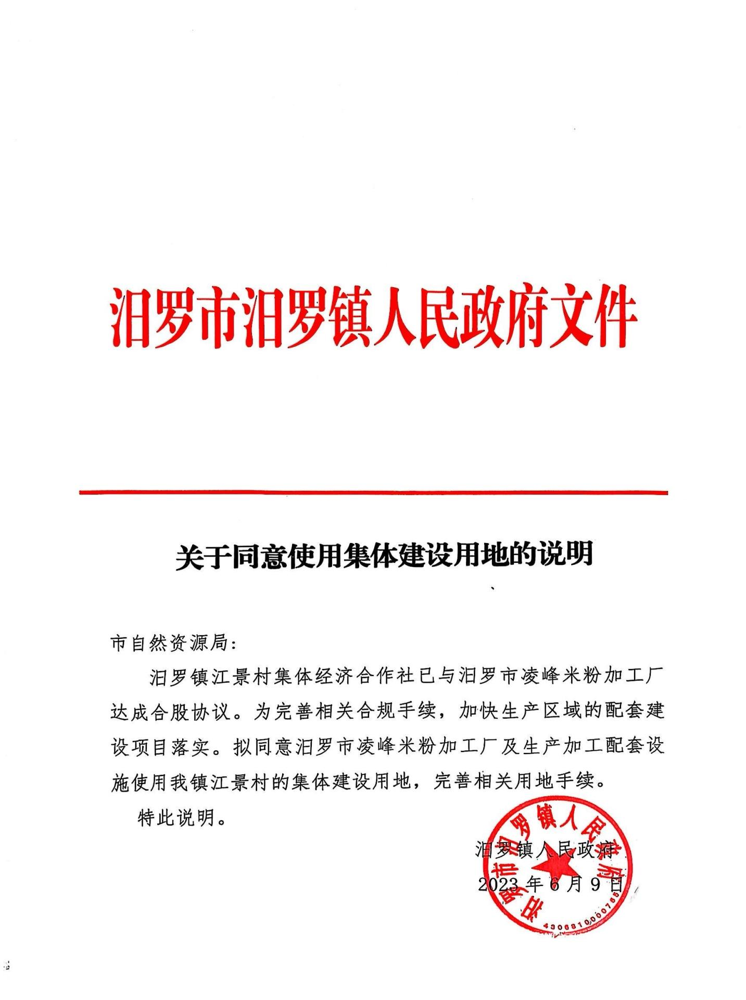 汨罗市汨罗镇人民政府文件
关于同意使用集体建设用地的说明
市自然资源局：
汨罗镇江景村集体经济合作社已与汨罗市凌峰米粉加工厂
达成合股协议。为完善相关合规手续，加快生产区域的配套建
设项目落实。拟同意汨罗市凌峰米粉加工厂及生产加工配套设
施使用我镇江景村的集体建设用地，完善相关用地手续。
特此说明。
汨罗镇人民政府
2023年6月9日
汨罗市汨罗镇人民政府